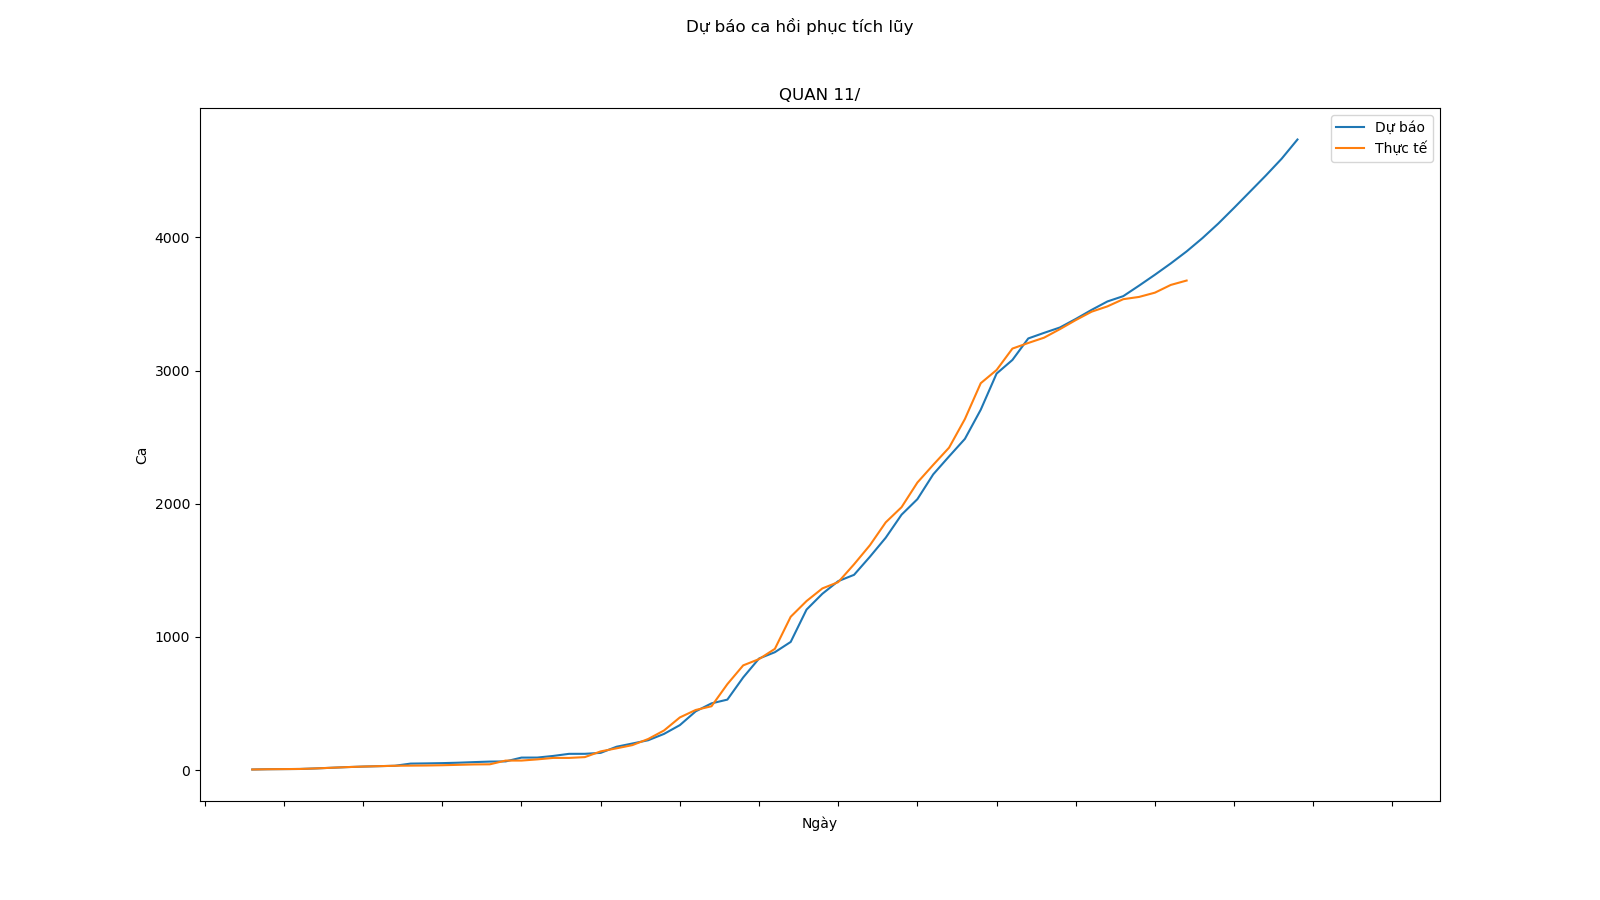 Dự báo ca hồi phục tích lũy
QUAN 11/
Dự báo
Thực tế
4000
3000
2000
1000
0
Ca
Ngày